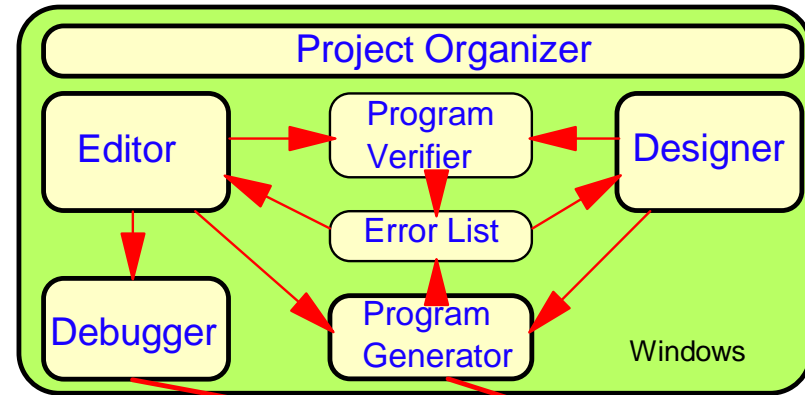 Project Organizer
Editor
Program
Verifier
Designer
Error List
Debugger
Program
Generator
Windows